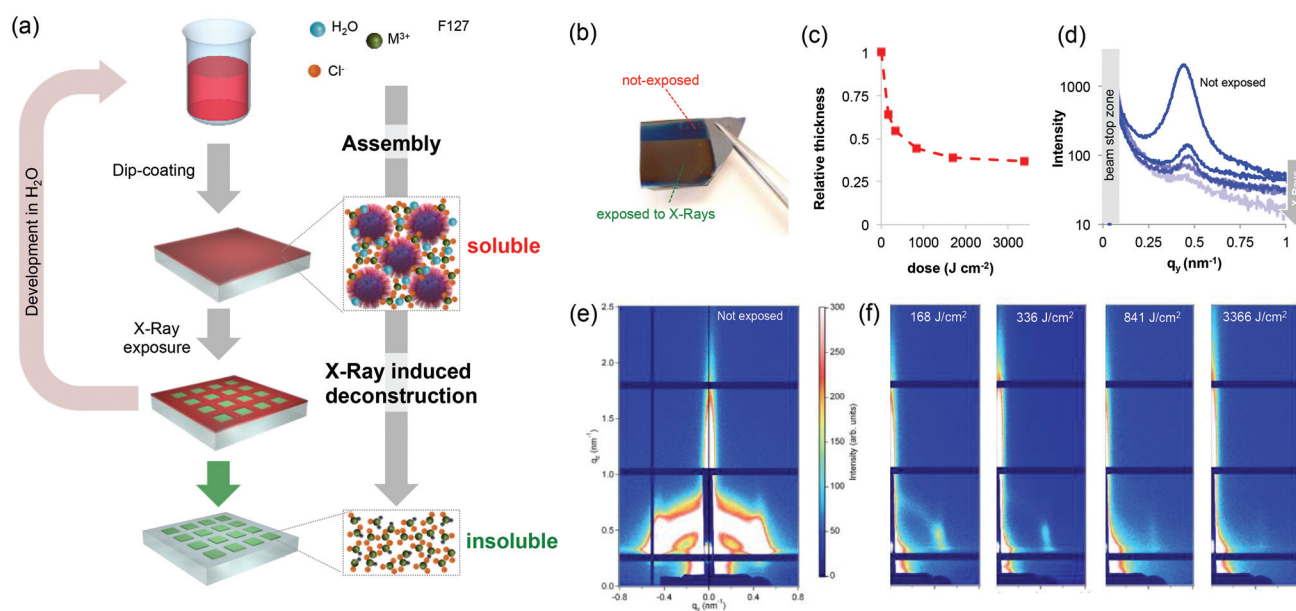 (a)
H₂O
M³⁺
F127
Cl⁻
Development in H₂O
Dip-coating
Assembly
soluble
X-Ray
exposure
X-Ray induced
deconstruction
insoluble
(b)
not-exposed
exposed to X-Rays
(c)
Relative thickness
1
0.75
0.5
0.25
0
0
1000
2000
3000
dose (J cm⁻²)
(d)
Intensity
1000
100
10
beam stop zone
Not exposed
X-Rays
0
0.25
0.5
0.75
1
q_y (nm⁻¹)
(e)
Not exposed
q_z (nm⁻¹)
2.5
2.0
1.5
1.0
0.5
0.0
-0.8
-0.4
0.0
0.4
0.8
300
250
200
150
100
50
0
Intensity (arb. units)
(f)
168 J/cm²
336 J/cm²
841 J/cm²
3366 J/cm²